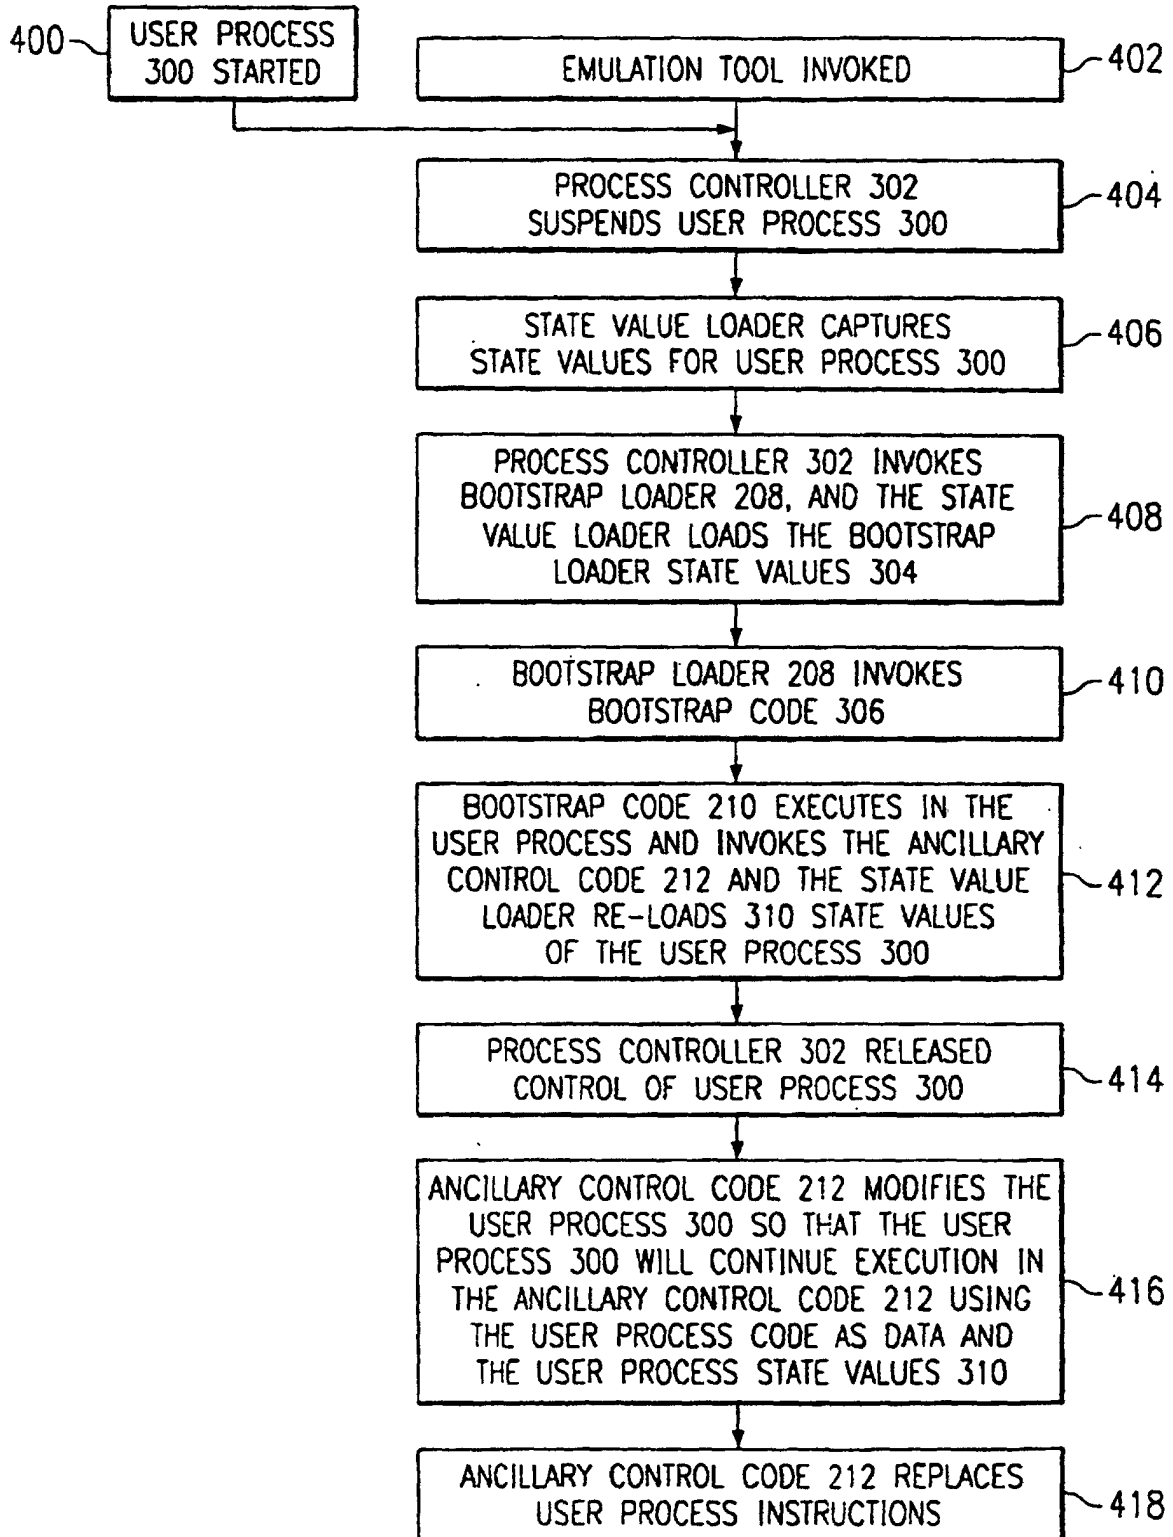 400
USER PROCESS
300 STARTED
EMULATION TOOL INVOKED
402
PROCESS CONTROLLER 302
SUSPENDS USER PROCESS 300
404
STATE VALUE LOADER CAPTURES
STATE VALUES FOR USER PROCESS 300
406
PROCESS CONTROLLER 302 INVOKES
BOOTSTRAP LOADER 208, AND THE STATE
VALUE LOADER LOADS THE BOOTSTRAP
LOADER STATE VALUES 304
408
BOOTSTRAP LOADER 208 INVOKES
BOOTSTRAP CODE 306
410
BOOTSTRAP CODE 210 EXECUTES IN THE
USER PROCESS AND INVOKES THE ANCILLARY
CONTROL CODE 212 AND THE STATE VALUE
LOADER RE-LOADS 310 STATE VALUES
OF THE USER PROCESS 300
412
PROCESS CONTROLLER 302 RELEASED
CONTROL OF USER PROCESS 300
414
ANCILLARY CONTROL CODE 212 MODIFIES THE
USER PROCESS 300 SO THAT THE USER
PROCESS 300 WILL CONTINUE EXECUTION IN
THE ANCILLARY CONTROL CODE 212 USING
THE USER PROCESS CODE AS DATA AND
THE USER PROCESS STATE VALUES 310
416
ANCILLARY CONTROL CODE 212 REPLACES
USER PROCESS INSTRUCTIONS
418